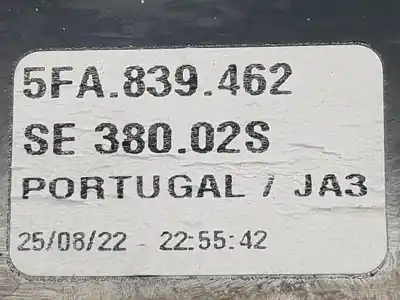 5FA.839.462
SE 380.02S
PORTUGAL / JA3
25/08/22 - 22:55:42